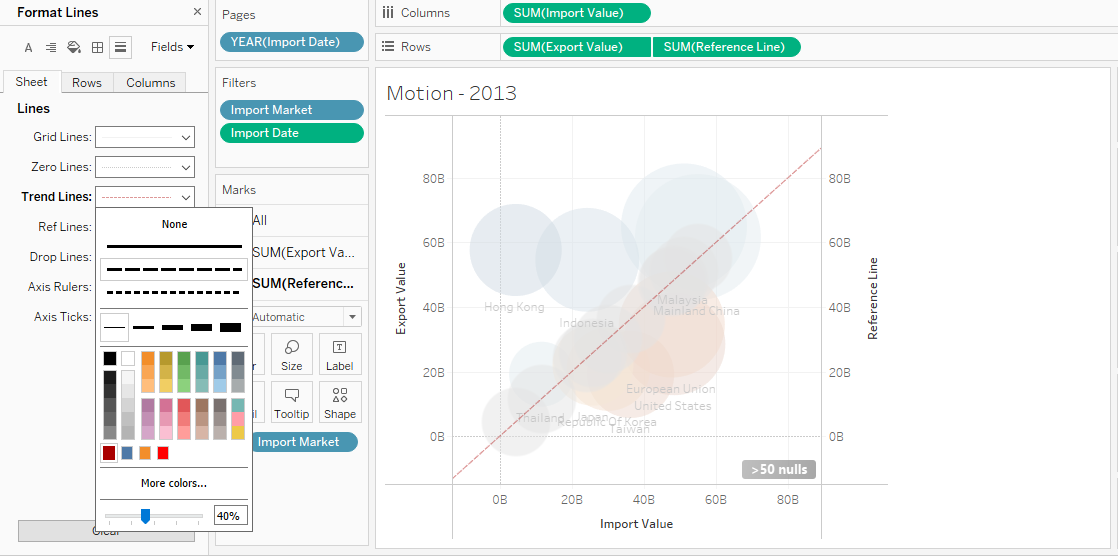 Format Lines
Fields
Sheet
Rows
Columns
Lines
Grid Lines:
Zero Lines:
Trend Lines:
Ref Lines:
Drop Lines:
Axis Rulers:
Axis Ticks:
None
More colors...
40%
Clear
Pages
YEAR(Import Date)
Filters
Import Market
Import Date
Marks
All
SUM(Export Va...
SUM(Referenc...
Automatic
Size
Label
Tooltip
Shape
Import Market
Columns
SUM(Import Value)
Rows
SUM(Export Value)
SUM(Reference Line)
Motion - 2013
80B
60B
40B
20B
0B
Export Value
Hong Kong
Indonesia
Malaysia
Mainland China
European Union
United States
Thailand
Japan
Republic Of Korea
Taiwan
>50 nulls
80B
60B
40B
20B
0B
Reference Line
0B
20B
40B
60B
80B
Import Value